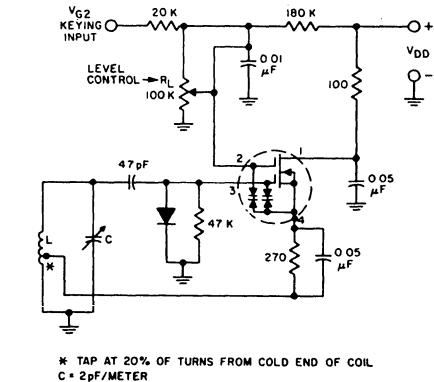 VG2
KEYING
INPUT
20 K
180K
+
VDD
−
LEVEL
CONTROL → RL
100 K
0.01
µF
100
47pF
1
2
3
4
47 K
0.05
µF
L
*
C
270
0.05
µF
* TAP AT 20% OF TURNS FROM COLD END OF COIL
C = 2pF/METER